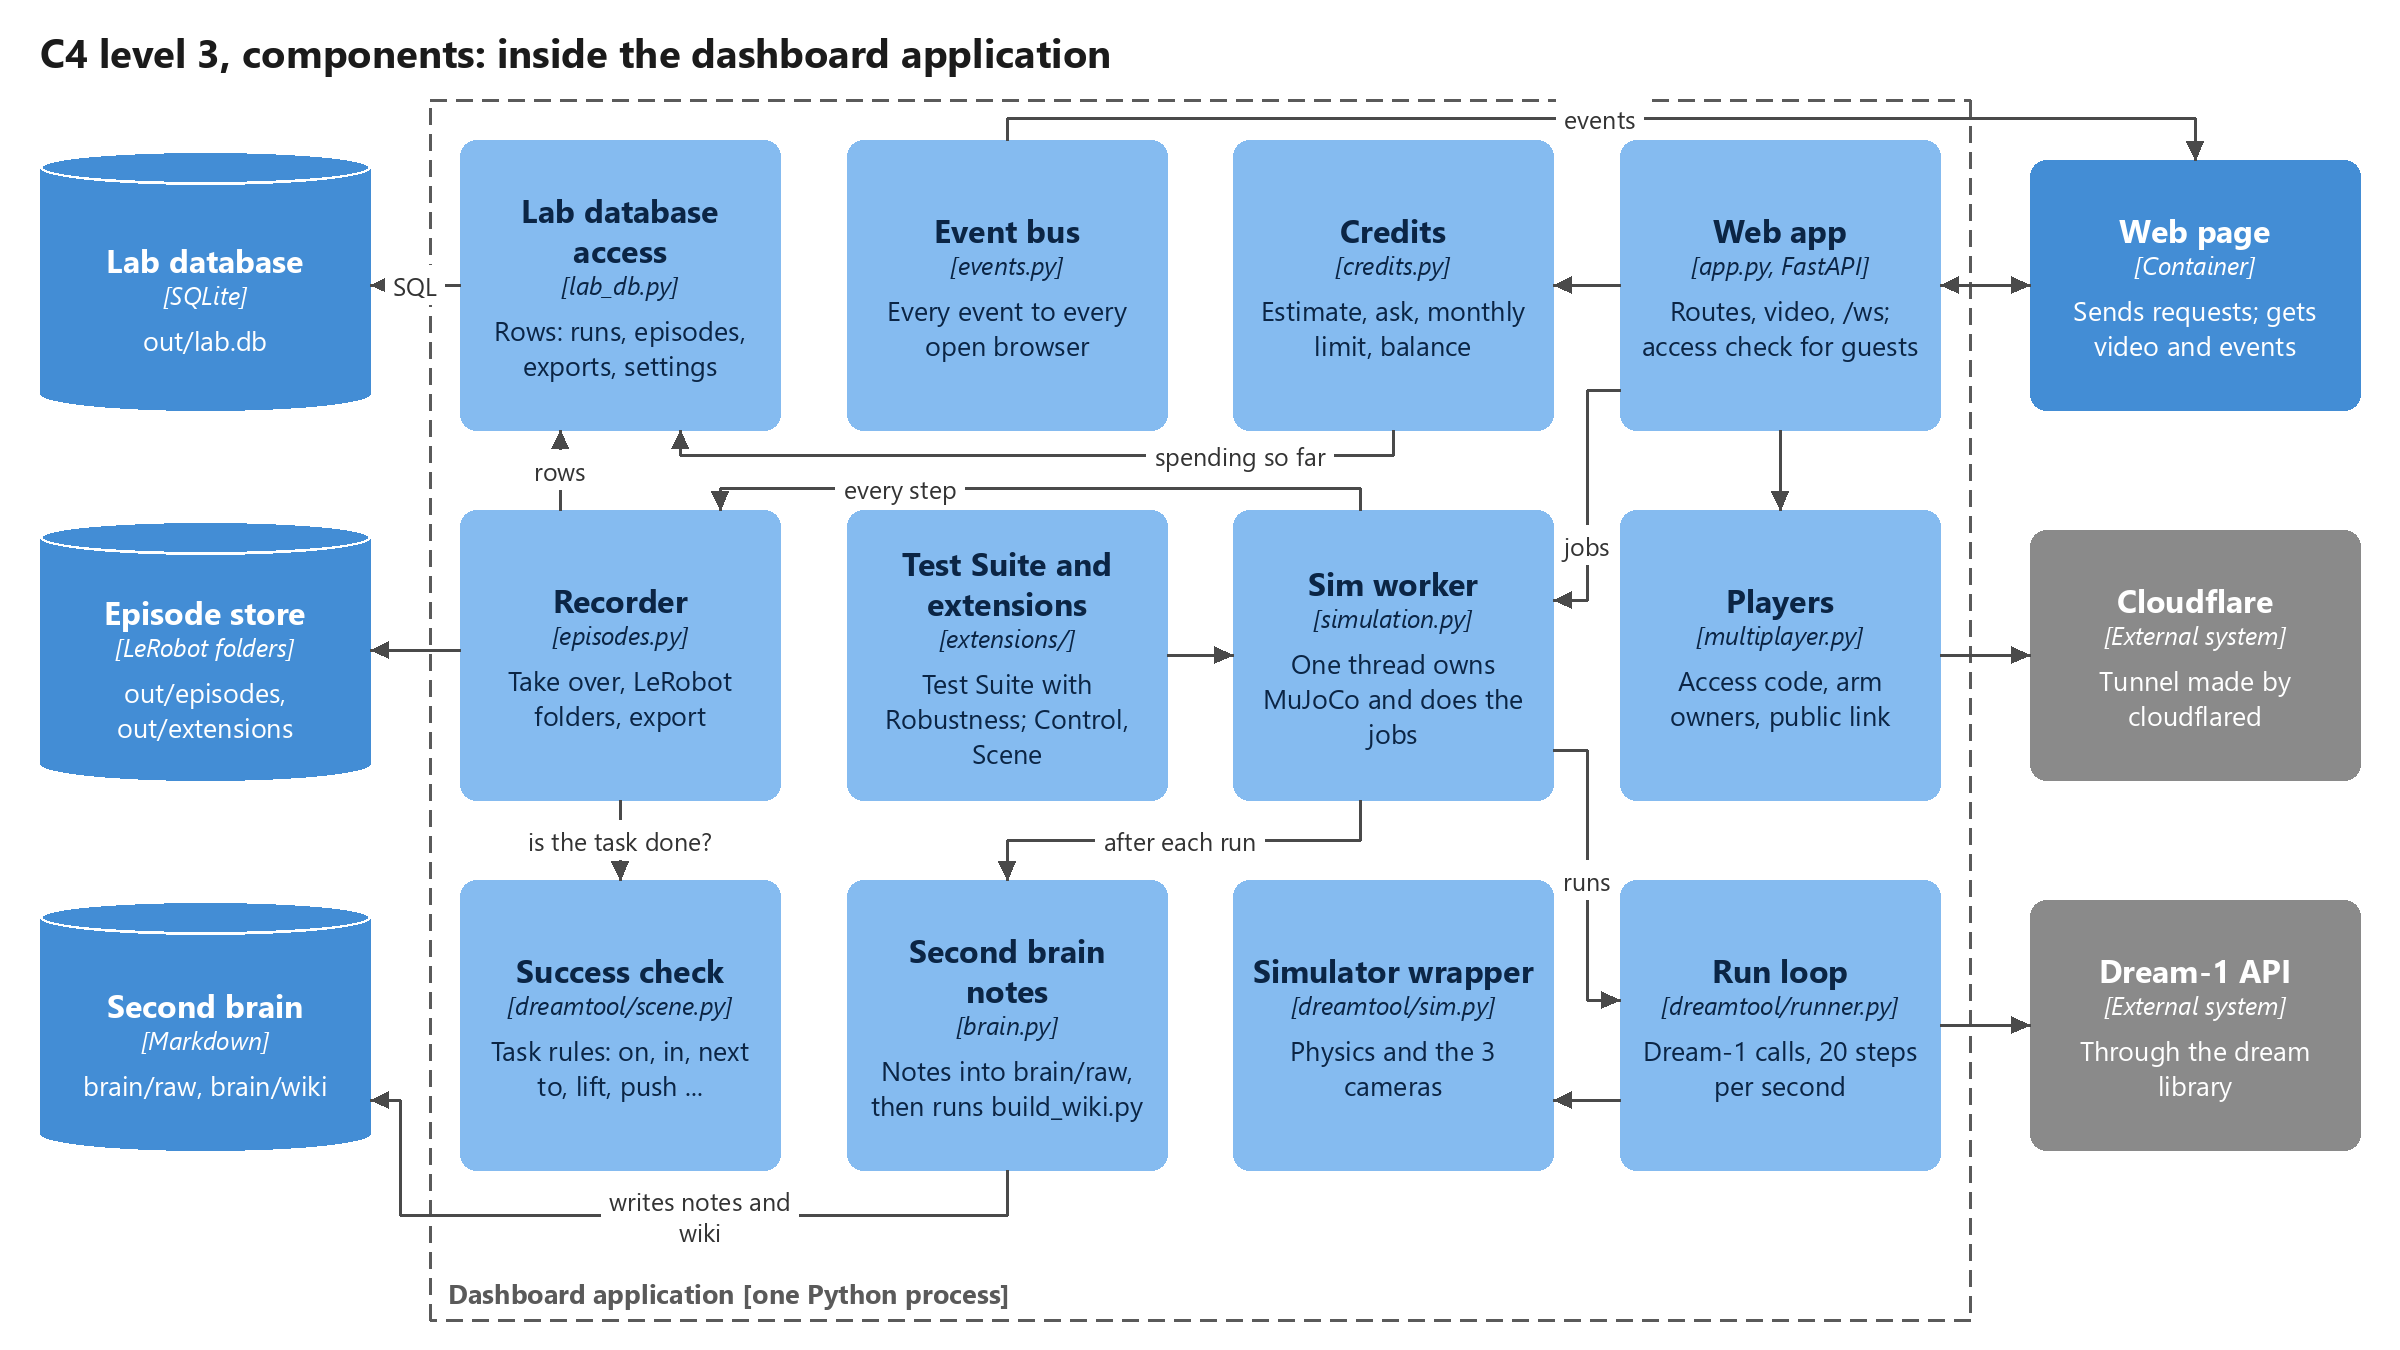 C4 level 3, components: inside the dashboard application
events
Lab database
[SQLite]
out/lab.db
SQL
Lab database
access
[lab_db.py]
Rows: runs, episodes,
exports, settings
Event bus
[events.py]
Every event to every
open browser
Credits
[credits.py]
Estimate, ask, monthly
limit, balance
Web app
[app.py, FastAPI]
Routes, video, /ws;
access check for guests
Web page
[Container]
Sends requests; gets
video and events
rows
spending so far
every step
jobs
Episode store
[LeRobot folders]
out/episodes,
out/extensions
Recorder
[episodes.py]
Take over, LeRobot
folders, export
Test Suite and
extensions
[extensions/]
Test Suite with
Robustness; Control,
Scene
Sim worker
[simulation.py]
One thread owns
MuJoCo and does the
jobs
Players
[multiplayer.py]
Access code, arm
owners, public link
Cloudflare
[External system]
Tunnel made by
cloudflared
is the task done?
after each run
runs
Second brain
[Markdown]
brain/raw, brain/wiki
Success check
[dreamtool/scene.py]
Task rules: on, in, next
to, lift, push ...
Second brain
notes
[brain.py]
Notes into brain/raw,
then runs build_wiki.py
Simulator wrapper
[dreamtool/sim.py]
Physics and the 3
cameras
Run loop
[dreamtool/runner.py]
Dream-1 calls, 20 steps
per second
Dream-1 API
[External system]
Through the dream
library
writes notes and
wiki
Dashboard application [one Python process]